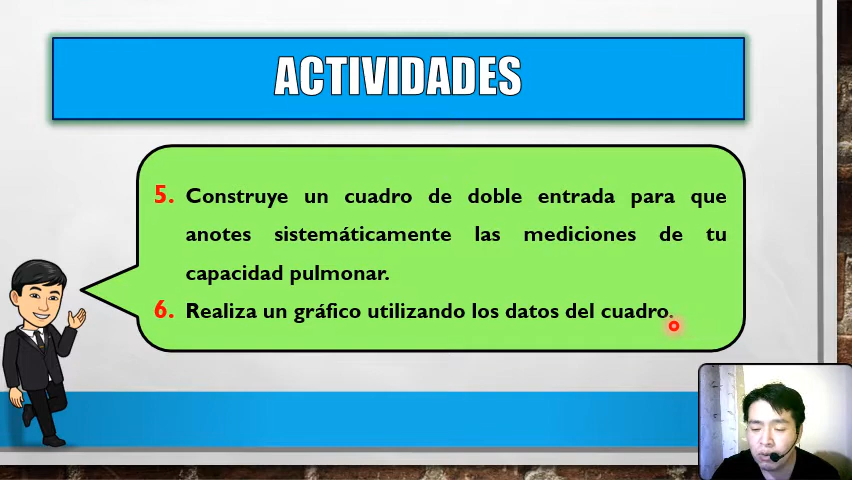 ACTIVIDADES
5. Construye un cuadro de doble entrada para que
anotes sistemáticamente las mediciones de tu
capacidad pulmonar.
6. Realiza un gráfico utilizando los datos del cuadro.